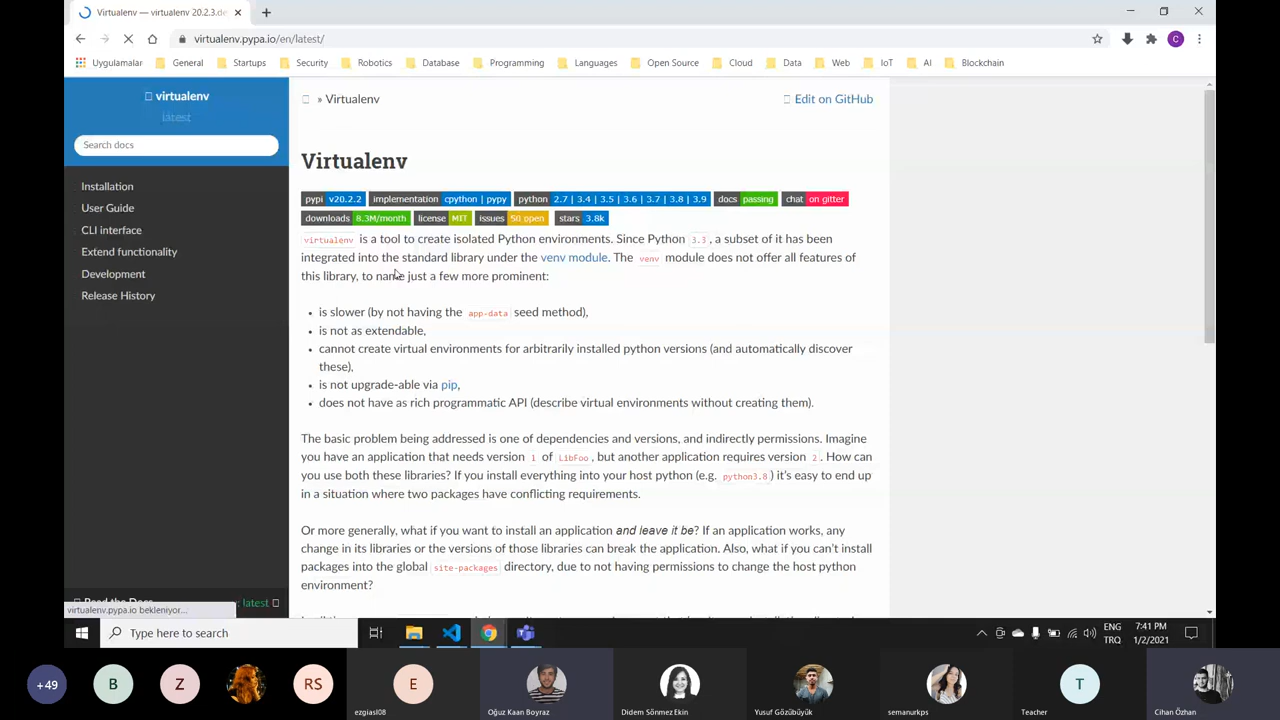 Virtualenv — virtualenv 20.2.3.de
virtualenv.pypa.io/en/latest/
C
Uygulamalar General Startups Security Robotics Database Programming Languages Open Source Cloud Data Web IoT AI Blockchain
virtualenv
latest
Search docs
Installation
User Guide
CLI interface
Extend functionality
Development
Release History
» Virtualenv
Edit on GitHub
Virtualenv
pypi v20.2.2 implementation cpython | pypy python 2.7 | 3.4 | 3.5 | 3.6 | 3.7 | 3.8 | 3.9 docs passing chat on gitter
downloads 8.3M/month license MIT issues 50 open stars 3.8k
virtualenv is a tool to create isolated Python environments. Since Python 3.3, a subset of it has been
integrated into the standard library under the venv module. The venv module does not offer all features of
this library, to name just a few more prominent:
• is slower (by not having the app-data seed method),
• is not as extendable,
• cannot create virtual environments for arbitrarily installed python versions (and automatically discover
these),
• is not upgrade-able via pip,
• does not have as rich programmatic API (describe virtual environments without creating them).
The basic problem being addressed is one of dependencies and versions, and indirectly permissions. Imagine
you have an application that needs version 1 of LibFoo, but another application requires version 2. How can
you use both these libraries? If you install everything into your host python (e.g. python3.8) it's easy to end up
in a situation where two packages have conflicting requirements.
Or more generally, what if you want to install an application and leave it be? If an application works, any
change in its libraries or the versions of those libraries can break the application. Also, what if you can't install
packages into the global site-packages directory, due to not having permissions to change the host python
environment?
Read the Docs
: latest
virtualenv.pypa.io bekleniyor...
Type here to search
ENG
TRQ
7:41 PM
1/2/2021
+49
B
Z
RS
E
T
ezgiasl08
Oğuz Kaan Boyraz
Didem Sönmez Ekin
Yusuf Gözübüyük
semanurkps
Teacher
Cihan Özhan